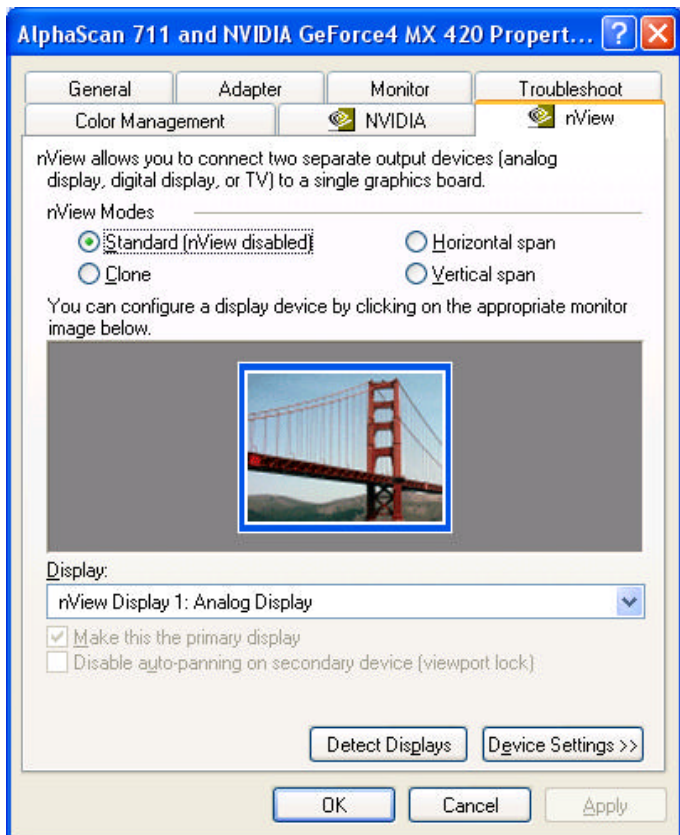 AlphaScan 711 and NVIDIA GeForce4 MX 420 Propert...
General
Adapter
Monitor
Troubleshoot
Color Management
NVIDIA
nView
nView allows you to connect two separate output devices (analog
display, digital display, or TV) to a single graphics board.
nView Modes
Standard (nView disabled)
Horizontal span
Clone
Vertical span
You can configure a display device by clicking on the appropriate monitor
image below.
Display:
nView Display 1: Analog Display
Make this the primary display
Disable auto-panning on secondary device (viewport lock)
Detect Displays
Device Settings >>
OK
Cancel
Apply